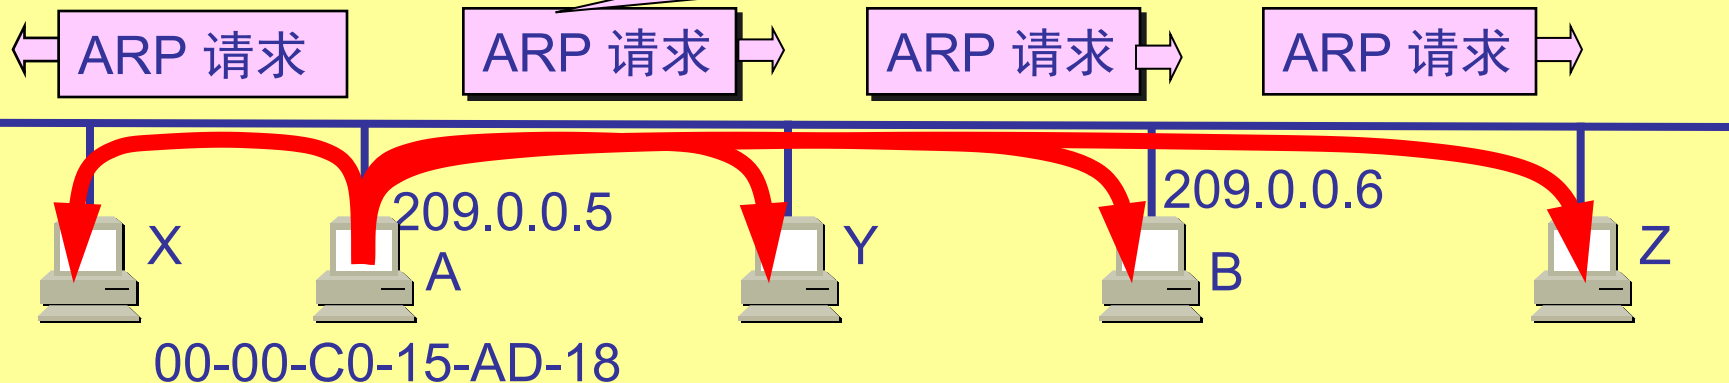 ARP 请求
ARP 请求
ARP 请求
ARP 请求
209.0.0.5
209.0.0.6
X
A
Y
B
Z
00-00-C0-15-AD-18